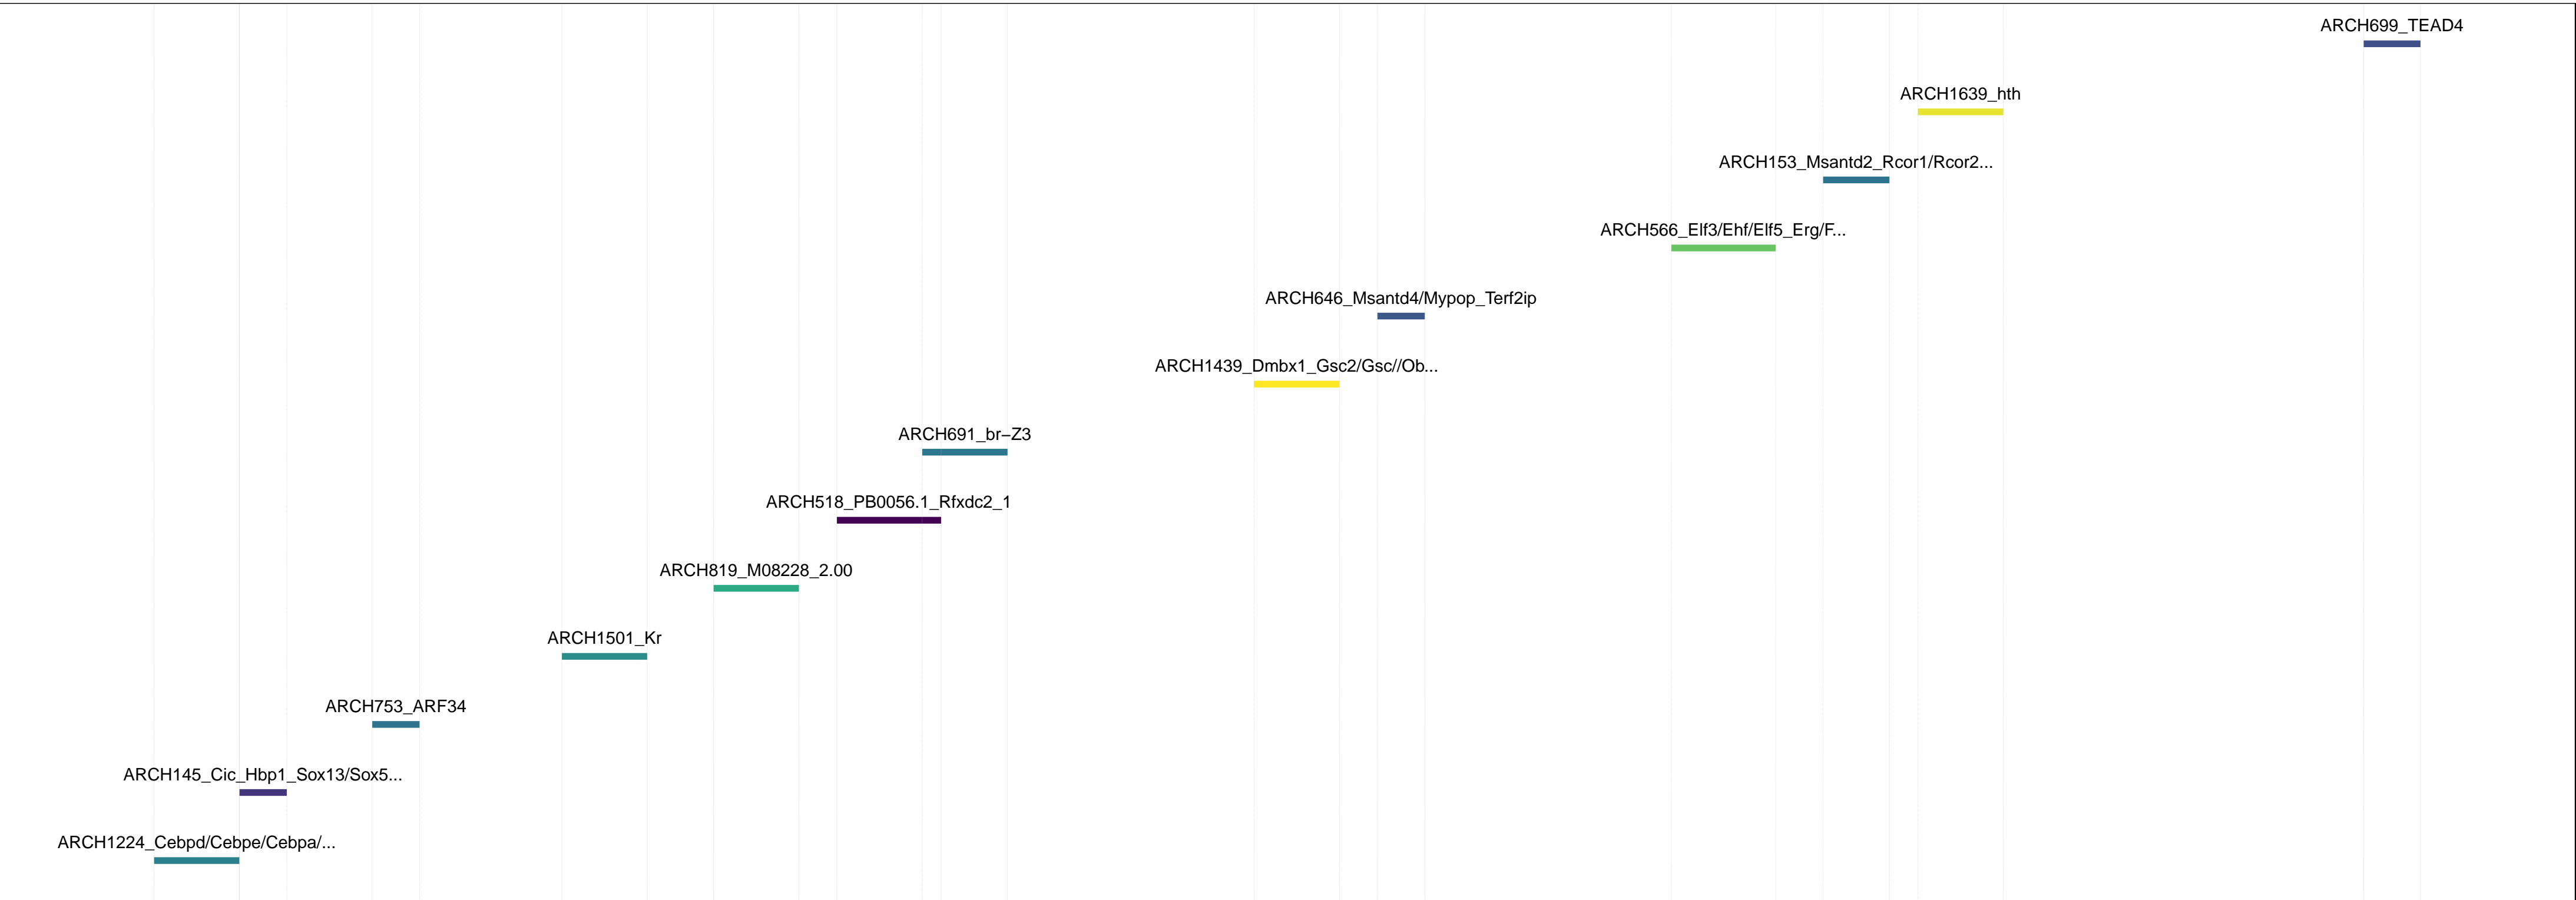 ARCH699_TEAD4
ARCH1639_hth
ARCH153_Msantd2_Rcor1/Rcor2...
ARCH566_Elf3/Ehf/Elf5_Erg/F...
ARCH646_Msantd4/Mypop_Terf2ip
ARCH1439_Dmbx1_Gsc2/Gsc//Ob...
ARCH691_br−Z3
ARCH518_PB0056.1_Rfxdc2_1
ARCH819_M08228_2.00
ARCH1501_Kr
ARCH753_ARF34
ARCH145_Cic_Hbp1_Sox13/Sox5...
ARCH1224_Cebpd/Cebpe/Cebpa/...